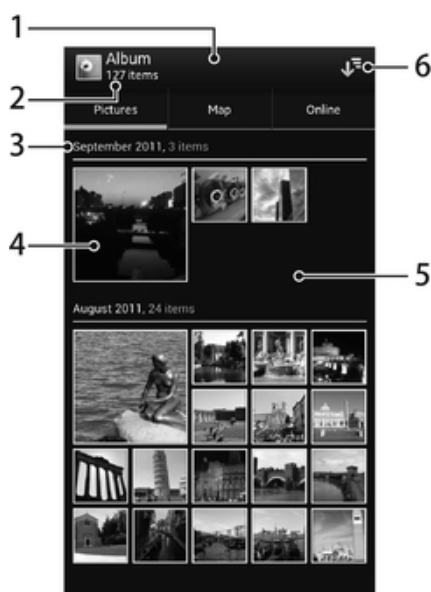 1
Album
127 items
6
2
Pictures
Map
Online
3
September 2011, 3 items
4
5
August 2011, 24 items